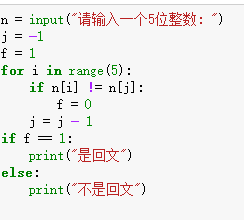 n = input("请输入一个5位整数: ")
j = -1
f = 1
for i in range(5):
    if n[i] != n[j]:
        f = 0
    j = j - 1
if f == 1:
    print("是回文")
else:
    print("不是回文")